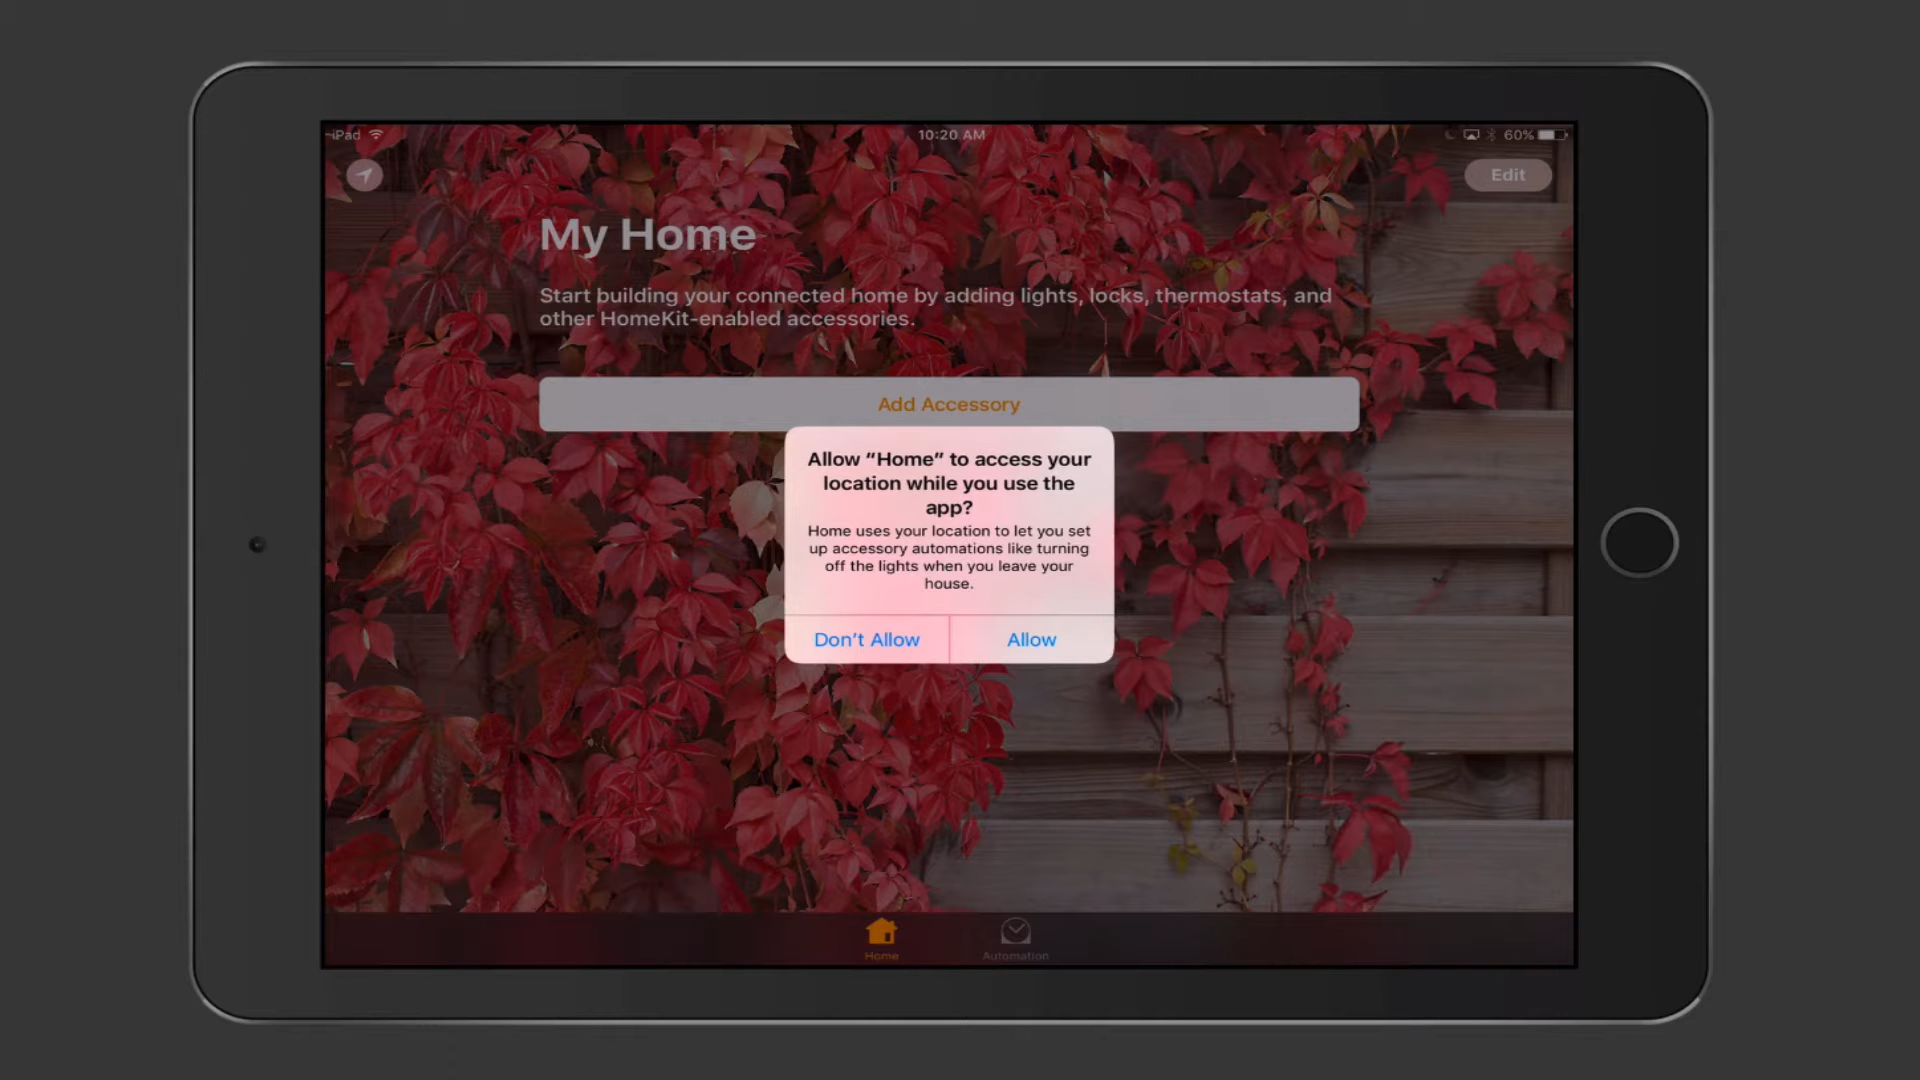 iPad
10:20 AM
60%
Edit
My Home
Start building your connected home by adding lights, locks, thermostats, and
other HomeKit-enabled accessories.
Add Accessory
Allow “Home” to access your
location while you use the
app?
Home uses your location to let you set
up accessory automations like turning
off the lights when you leave your
house.
Don’t Allow
Allow
Home
Automation